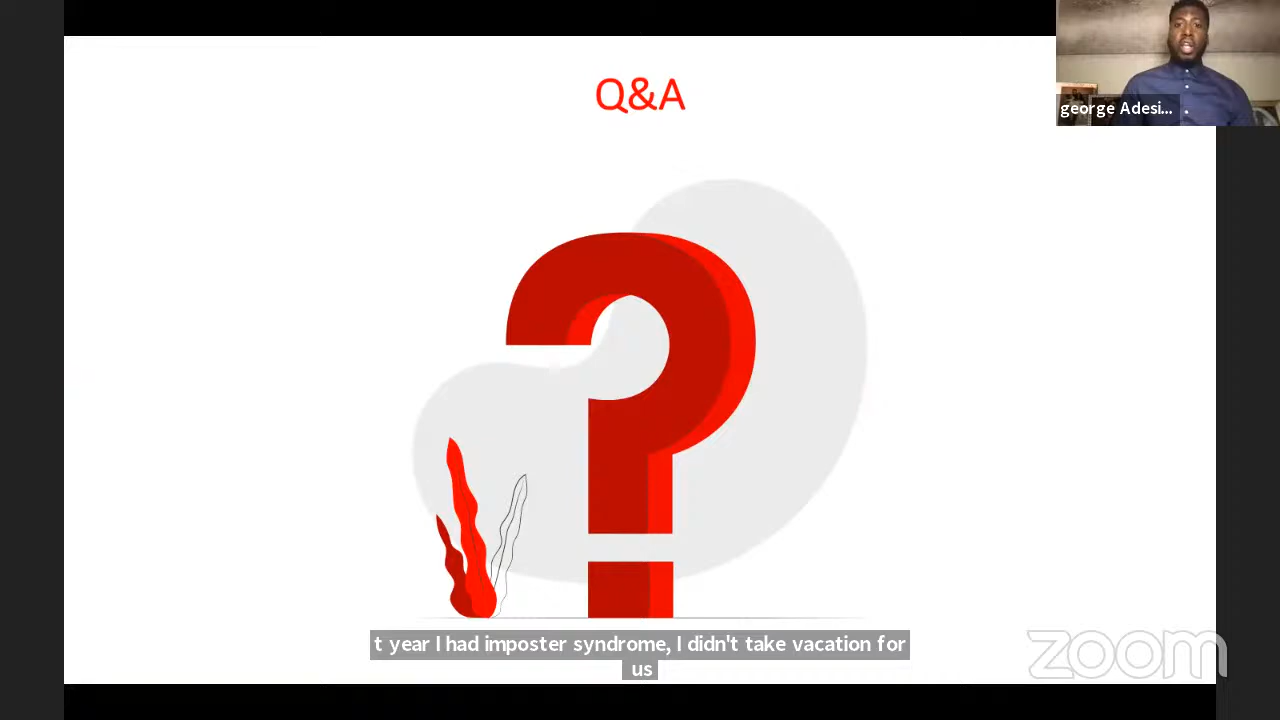 Q&A
george Adesi...
t year I had imposter syndrome, I didn't take vacation for
us
zoom